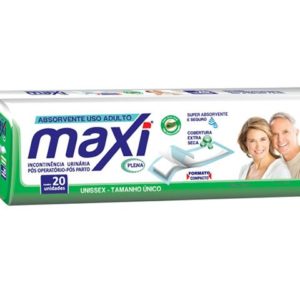 ABSORVENTE USO ADULTO
maxi
PLENA
INCONTINÊNCIA URINÁRIA
PÓS OPERATÓRIO-PÓS PARTO
20
unidades
SUPER ABSORVENTE
E SEGURO
COBERTURA
EXTRA
SECA
FORMATO
COMPACTO
UNISSEX - TAMANHO ÚNICO